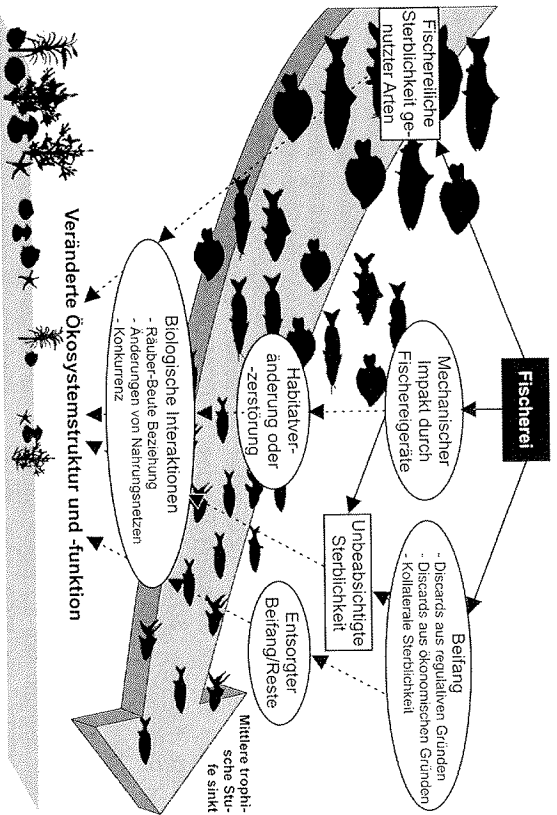 Fischerei
Fischereiliche
Sterblichkeit ge-
nutzter Arten
Mechanischer
Impakt durch
Fischereigeräte
Beifang
- Discards aus regulativen Gründen
- Discards aus ökonomischen Gründen
- Kollaterale Sterblichkeit
Unbeabsichtigte
Sterblichkeit
Habitatver-
änderung oder
-zerstörung
Entsorgter
Beifang/Reste
Biologische Interaktionen
- Räuber-Beute Beziehung
- Änderungen von Nahrungsnetzen
- Konkurrenz
Mittlere trophi-
sche Stu-
fe sinkt
Veränderte Ökosystemstruktur und -funktion